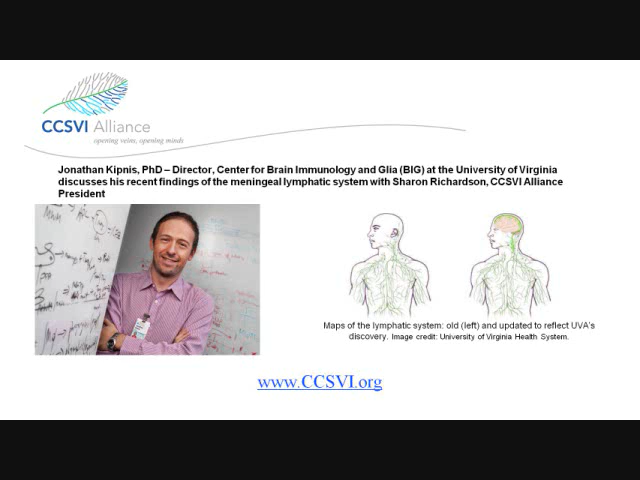 CCSVI Alliance
opening veins, opening minds
Jonathan Kipnis, PhD – Director, Center for Brain Immunology and Glia (BIG) at the University of Virginia
discusses his recent findings of the meningeal lymphatic system with Sharon Richardson, CCSVI Alliance
President
Maps of the lymphatic system: old (left) and updated to reflect UVA's
discovery. Image credit: University of Virginia Health System.
www.CCSVI.org